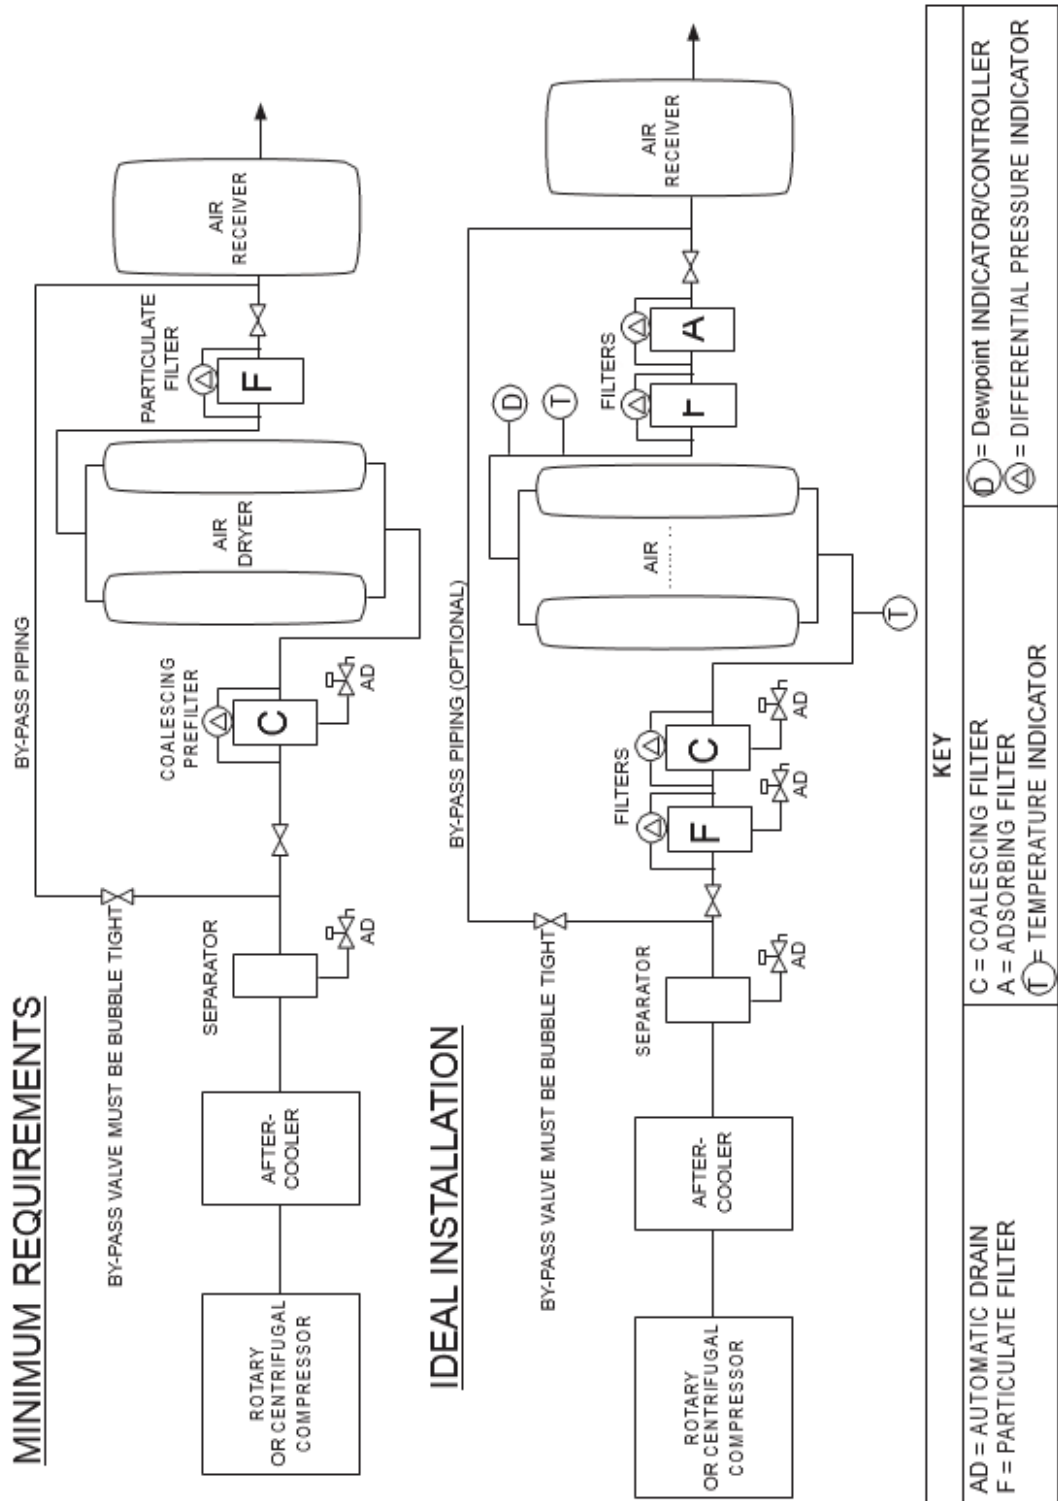 MINIMUM REQUIREMENTS
BY-PASS PIPING
BY-PASS VALVE MUST BE BUBBLE TIGHT
ROTARY
OR CENTRIFUGAL
COMPRESSOR
AFTER-
COOLER
SEPARATOR
AD
COALESCING
PREFILTER
C
AD
AIR
DRYER
PARTICULATE
FILTER
F
AIR
RECEIVER
IDEAL INSTALLATION
BY-PASS PIPING (OPTIONAL)
BY-PASS VALVE MUST BE BUBBLE TIGHT
ROTARY
OR CENTRIFUGAL
COMPRESSOR
AFTER-
COOLER
SEPARATOR
AD
FILTERS
F
AD
C
AD
T
AIR
D
T
FILTERS
A
AIR
RECEIVER
KEY
AD = AUTOMATIC DRAIN
F = PARTICULATE FILTER
C = COALESCING FILTER
A = ADSORBING FILTER
T = TEMPERATURE INDICATOR
D = Dewpoint INDICATOR/CONTROLLER
△ = DIFFERENTIAL PRESSURE INDICATOR